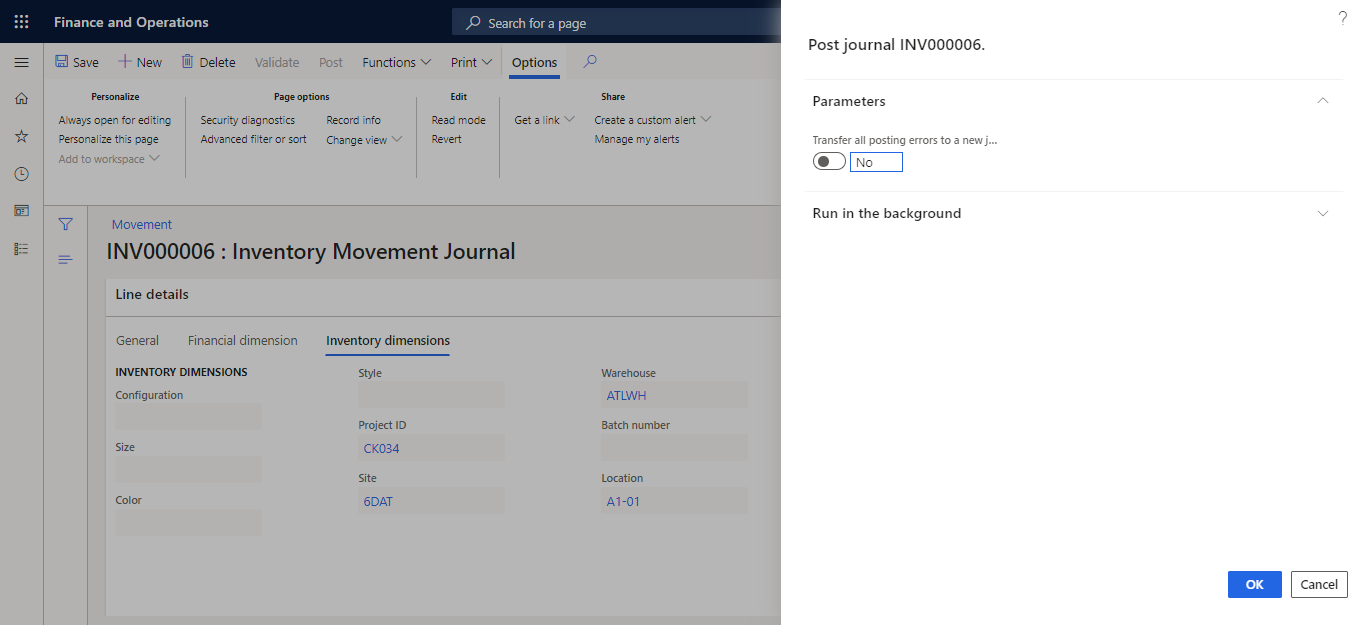 Finance and Operations
Search for a page
?
Save
New
Delete
Validate
Post
Functions
Print
Options
Personalize
Always open for editing
Personalize this page
Add to workspace
Page options
Security diagnostics
Advanced filter or sort
Record info
Change view
Edit
Read mode
Revert
Get a link
Share
Create a custom alert
Manage my alerts
Movement
INV000006 : Inventory Movement Journal
Line details
General
Financial dimension
Inventory dimensions
INVENTORY DIMENSIONS
Configuration
Size
Color
Style
Project ID
CK034
Site
6DAT
Warehouse
ATLWH
Batch number
Location
A1-01
Post journal INV000006.
Parameters
Transfer all posting errors to a new j...
No
Run in the background
OK
Cancel